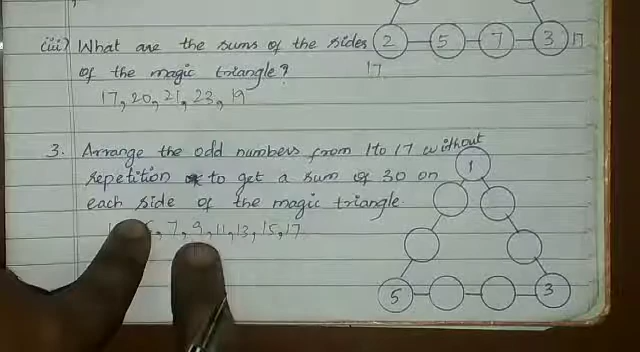 (iii) What are the sums of the sides
of the magic triangle?
17, 20, 21, 23, 19
2 5 7 3 17
17
3. Arrange the odd numbers from 1 to 17 without
repetition to get a sum of 30 on
each side of the magic triangle
7, 9, 11, 13, 15, 17
1
5 3